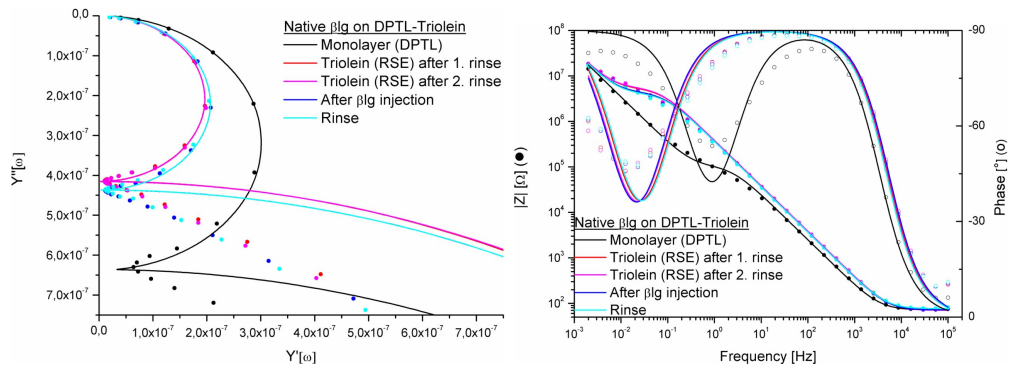 0,0
1,0x10⁻⁷
2,0x10⁻⁷
3,0x10⁻⁷
4,0x10⁻⁷
5,0x10⁻⁷
6,0x10⁻⁷
7,0x10⁻⁷
Y''[ω]
Native βlg on DPTL-Triolein
Monolayer (DPTL)
Triolein (RSE) after 1. rinse
Triolein (RSE) after 2. rinse
After βlg injection
Rinse
0,0 1,0x10⁻⁷ 2,0x10⁻⁷ 3,0x10⁻⁷ 4,0x10⁻⁷ 5,0x10⁻⁷ 6,0x10⁻⁷ 7,0x10⁻⁷
Y'[ω]
10⁸
10⁷
10⁶
10⁵
10⁴
10³
10²
|Z| [Ω] (●)
Native βlg on DPTL-Triolein
Monolayer (DPTL)
Triolein (RSE) after 1. rinse
Triolein (RSE) after 2. rinse
After βlg injection
Rinse
-90
-60
-30
0
Phase [°] (o)
10⁻³ 10⁻² 10⁻¹ 10⁰ 10¹ 10² 10³ 10⁴ 10⁵
Frequency [Hz]